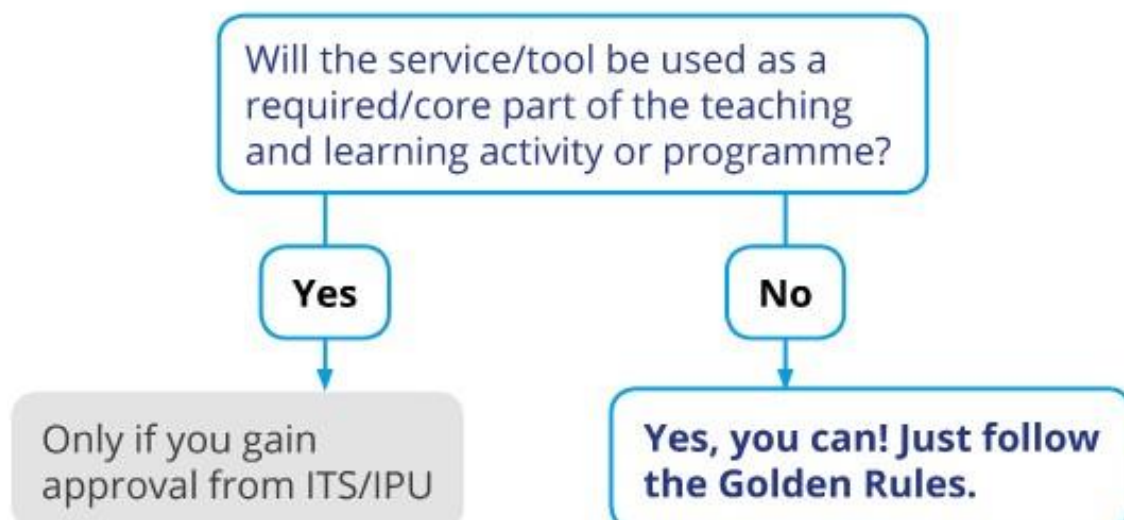 Will the service/tool be used as a
required/core part of the teaching
and learning activity or programme?
Yes
No
Only if you gain
approval from ITS/IPU
Yes, you can! Just follow
the Golden Rules.